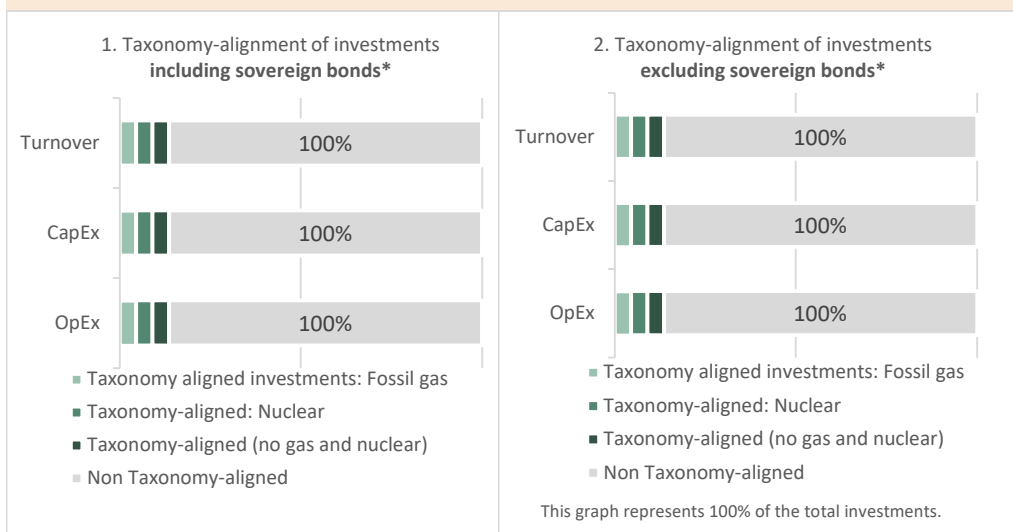 1. Taxonomy-alignment of investments
including sovereign bonds*
Turnover
100%
CapEx
100%
OpEx
100%
Taxonomy aligned investments: Fossil gas
Taxonomy-aligned: Nuclear
Taxonomy-aligned (no gas and nuclear)
Non Taxonomy-aligned
2. Taxonomy-alignment of investments
excluding sovereign bonds*
Turnover
100%
CapEx
100%
OpEx
100%
Taxonomy aligned investments: Fossil gas
Taxonomy-aligned: Nuclear
Taxonomy-aligned (no gas and nuclear)
Non Taxonomy-aligned
This graph represents 100% of the total investments.